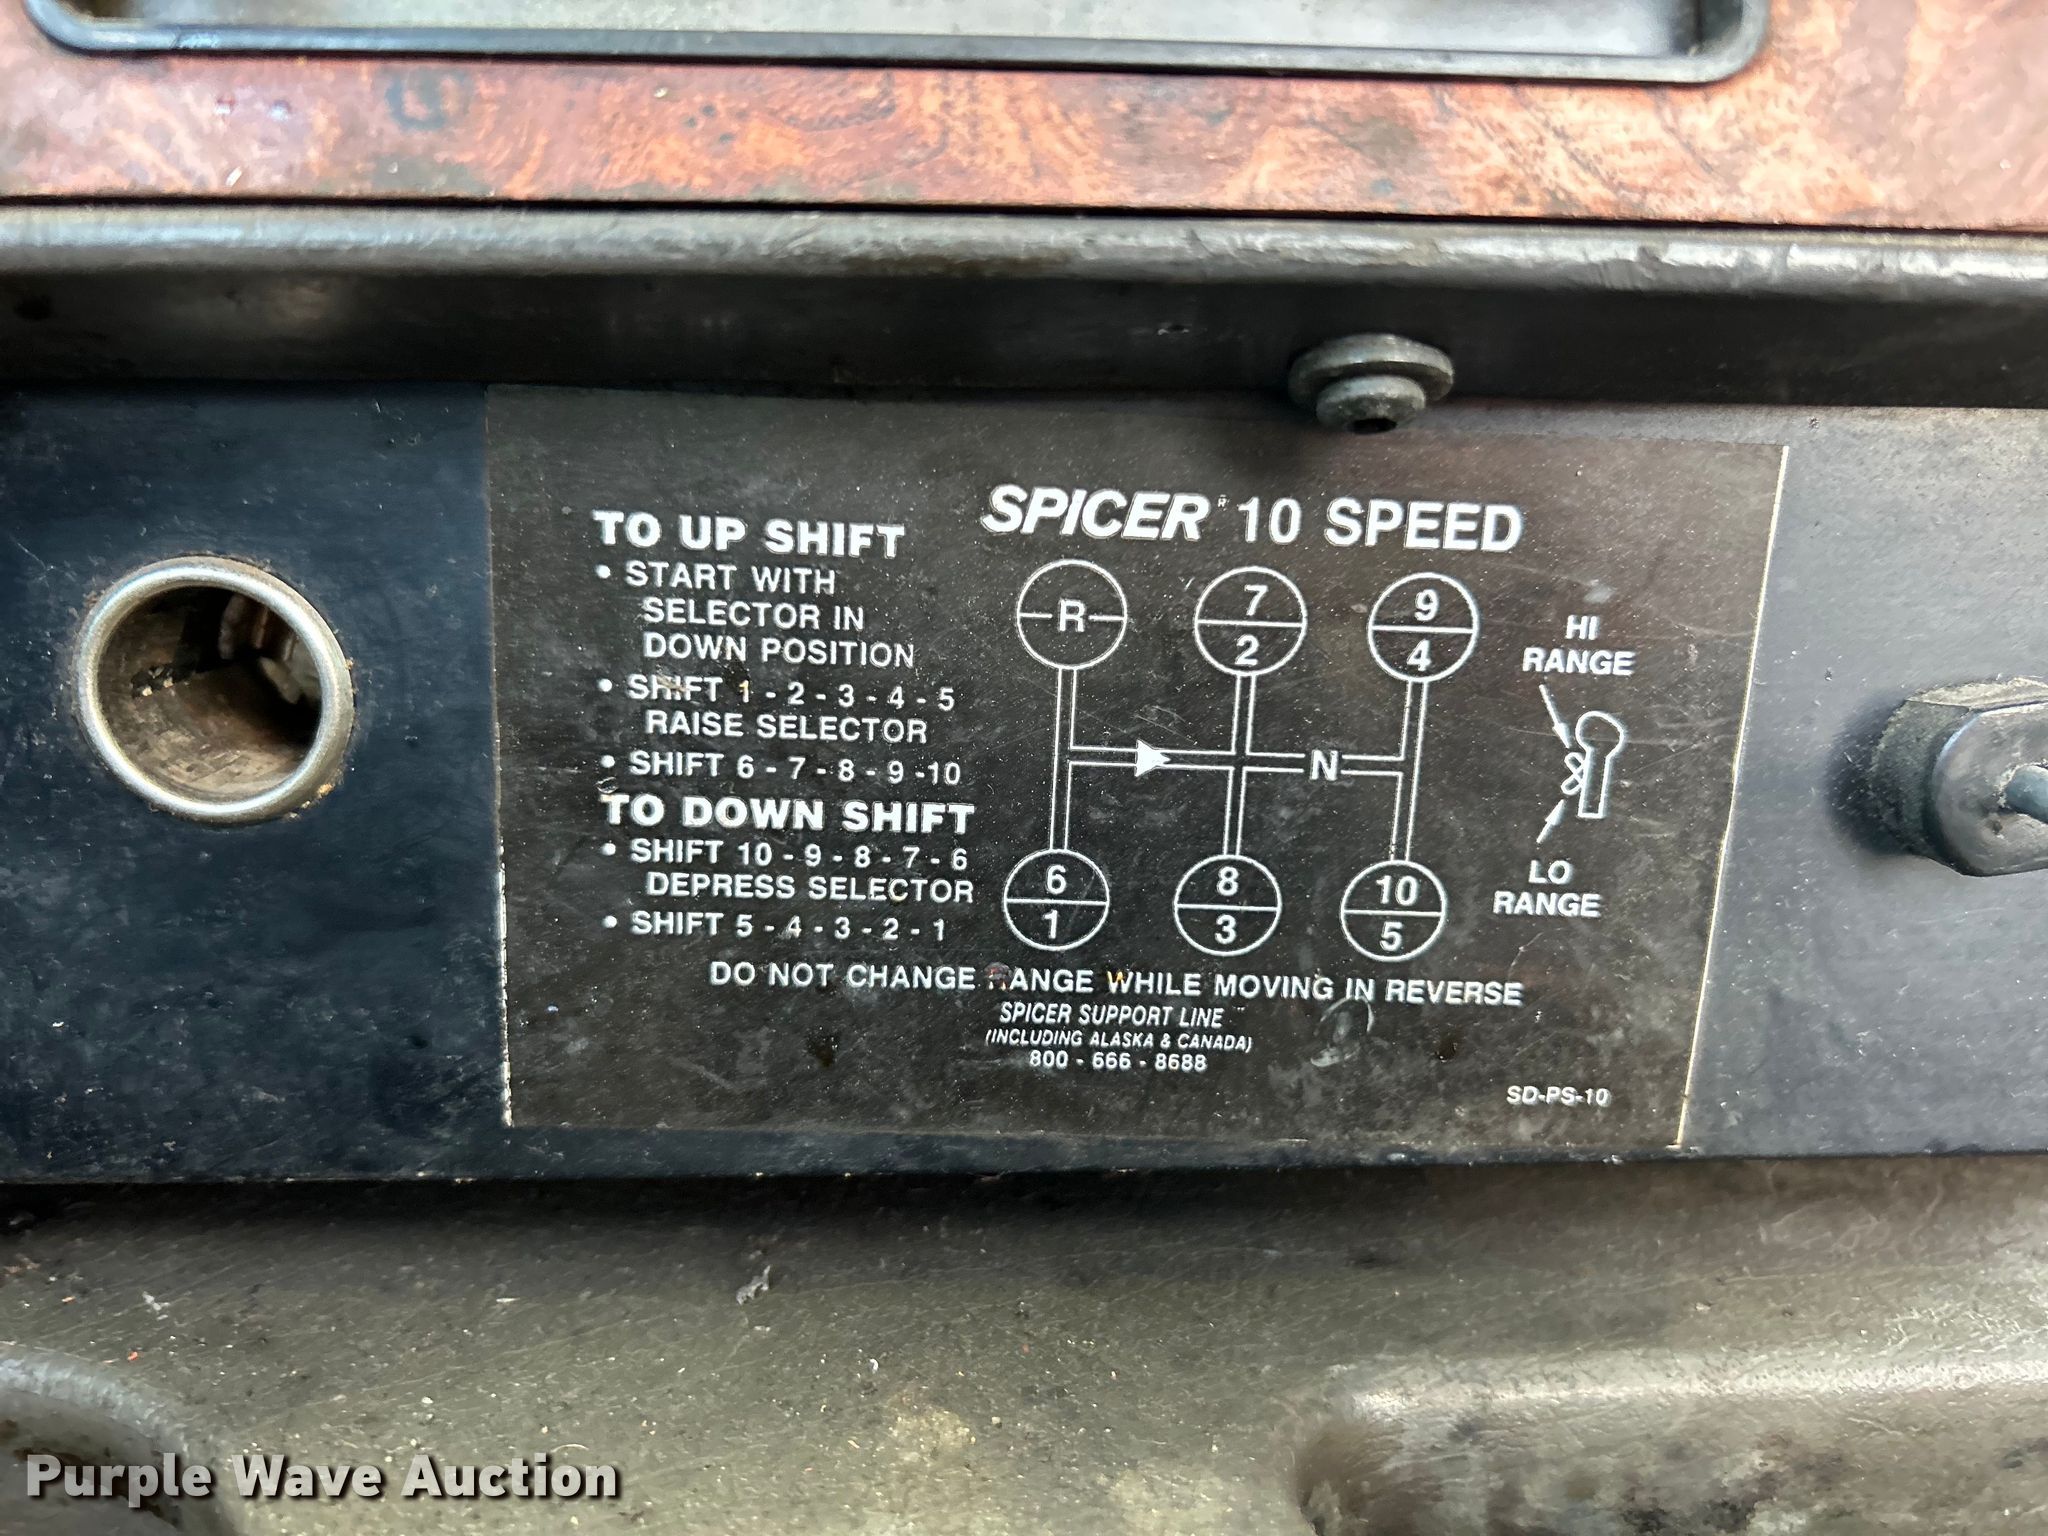 TO UP SHIFT
• START WITH
SELECTOR IN
DOWN POSITION
• SHIFT 1 - 2 - 3 - 4 - 5
RAISE SELECTOR
• SHIFT 6 - 7 - 8 - 9 -10
TO DOWN SHIFT
• SHIFT 10 - 9 - 8 - 7 - 6
DEPRESS SELECTOR
• SHIFT 5 - 4 - 3 - 2 - 1
SPICER® 10 SPEED
R 7 9
2 4
N
6 8 10
1 3 5
HI
RANGE
LO
RANGE
DO NOT CHANGE RANGE WHILE MOVING IN REVERSE
SPICER SUPPORT LINE
(INCLUDING ALASKA & CANADA)
800 - 666 - 8688
SD-PS-10
Purple Wave Auction